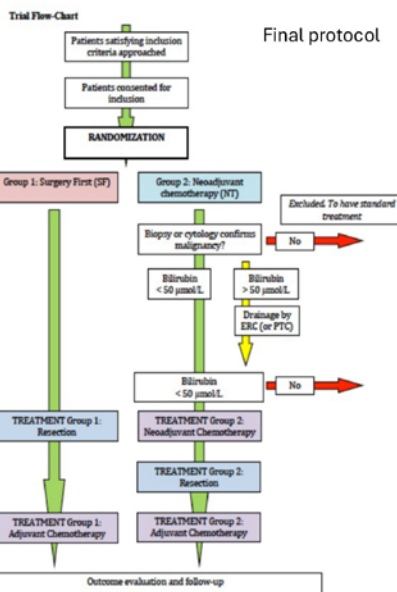 Trial Flow-Chart
Final protocol
Patients satisfying inclusion
criteria approached
Patients consented for
inclusion
RANDOMIZATION
Group 1: Surgery First (SF)
Group 2: Neoadjuvant
chemotherapy (NT)
Excluded. To have standard
treatment
Biopsy or cytology confirms
malignancy?
No
Bilirubin
< 50 µmol/L
Bilirubin
> 50 µmol/L
Drainage by
ERC (or PTC)
Bilirubin
< 50 µmol/L
No
TREATMENT Group 1:
Resection
TREATMENT Group 2:
Neoadjuvant Chemotherapy
TREATMENT Group 2:
Resection
TREATMENT Group 1:
Adjuvant Chemotherapy
TREATMENT Group 2:
Adjuvant Chemotherapy
Outcome evaluation and follow-up